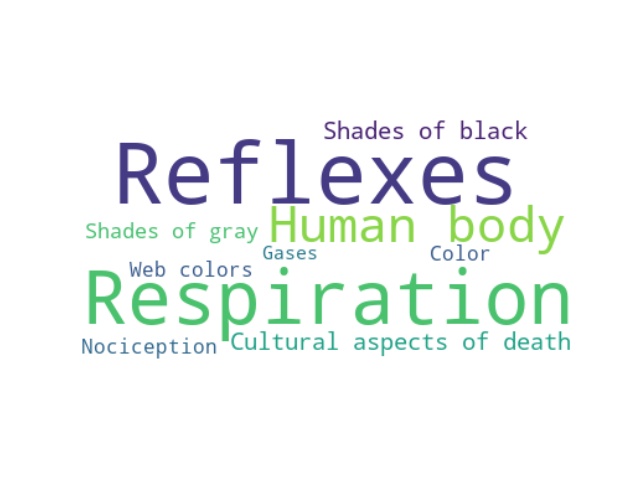 Shades of black
Reflexes
Human body
Shades of gray
Gases
Color
Web colors
Respiration
Cultural aspects of death
Nociception